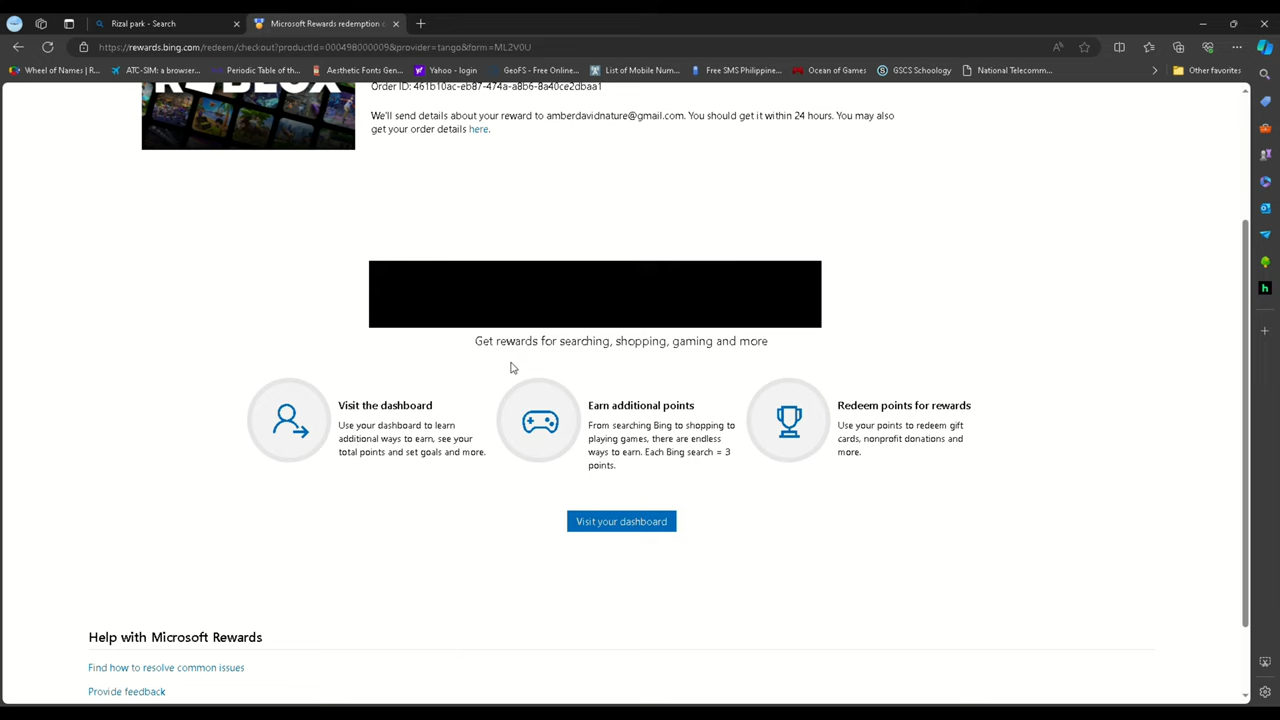 Rizal park - Search
Microsoft Rewards redemption c
https://rewards.bing.com/redeem/checkout?productId=000498000009&provider=tango&form=ML2V0U
Wheel of Names | R...
ATC-SIM: a browser...
Periodic Table of th...
Aesthetic Fonts Gen...
Yahoo - login
GeoFS - Free Online...
List of Mobile Num...
Free SMS Philippine...
Ocean of Games
GSCS Schoology
National Telecomm...
Other favorites
ROBLOX
Order ID: 461b10ac-eb87-474a-a8b6-8a40ce2dbaa1
We'll send details about your reward to amberdavidnature@gmail.com. You should get it within 24 hours. You may also
get your order details here.
Get rewards for searching, shopping, gaming and more
Visit the dashboard
Use your dashboard to learn
additional ways to earn, see your
total points and set goals and more.
Earn additional points
From searching Bing to shopping to
playing games, there are endless
ways to earn. Each Bing search = 3
points.
Redeem points for rewards
Use your points to redeem gift
cards, nonprofit donations and
more.
Visit your dashboard
Help with Microsoft Rewards
Find how to resolve common issues
Provide feedback